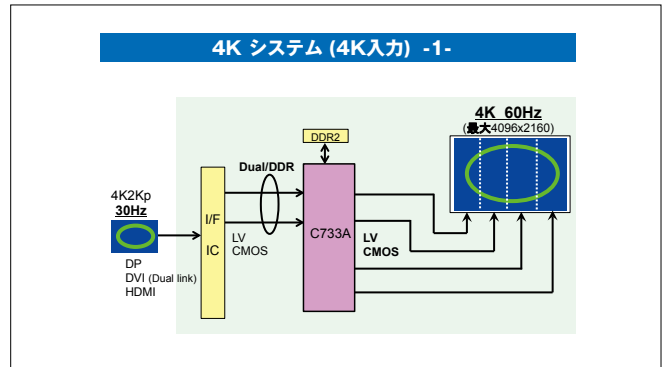 4K システム (4K入力) -1-
4K 60Hz
(最大4096x2160)
DDR2
Dual/DDR
4K2Kp
30Hz
I/F
IC
LV
CMOS
C733A
LV
CMOS
DP
DVI (Dual link)
HDMI